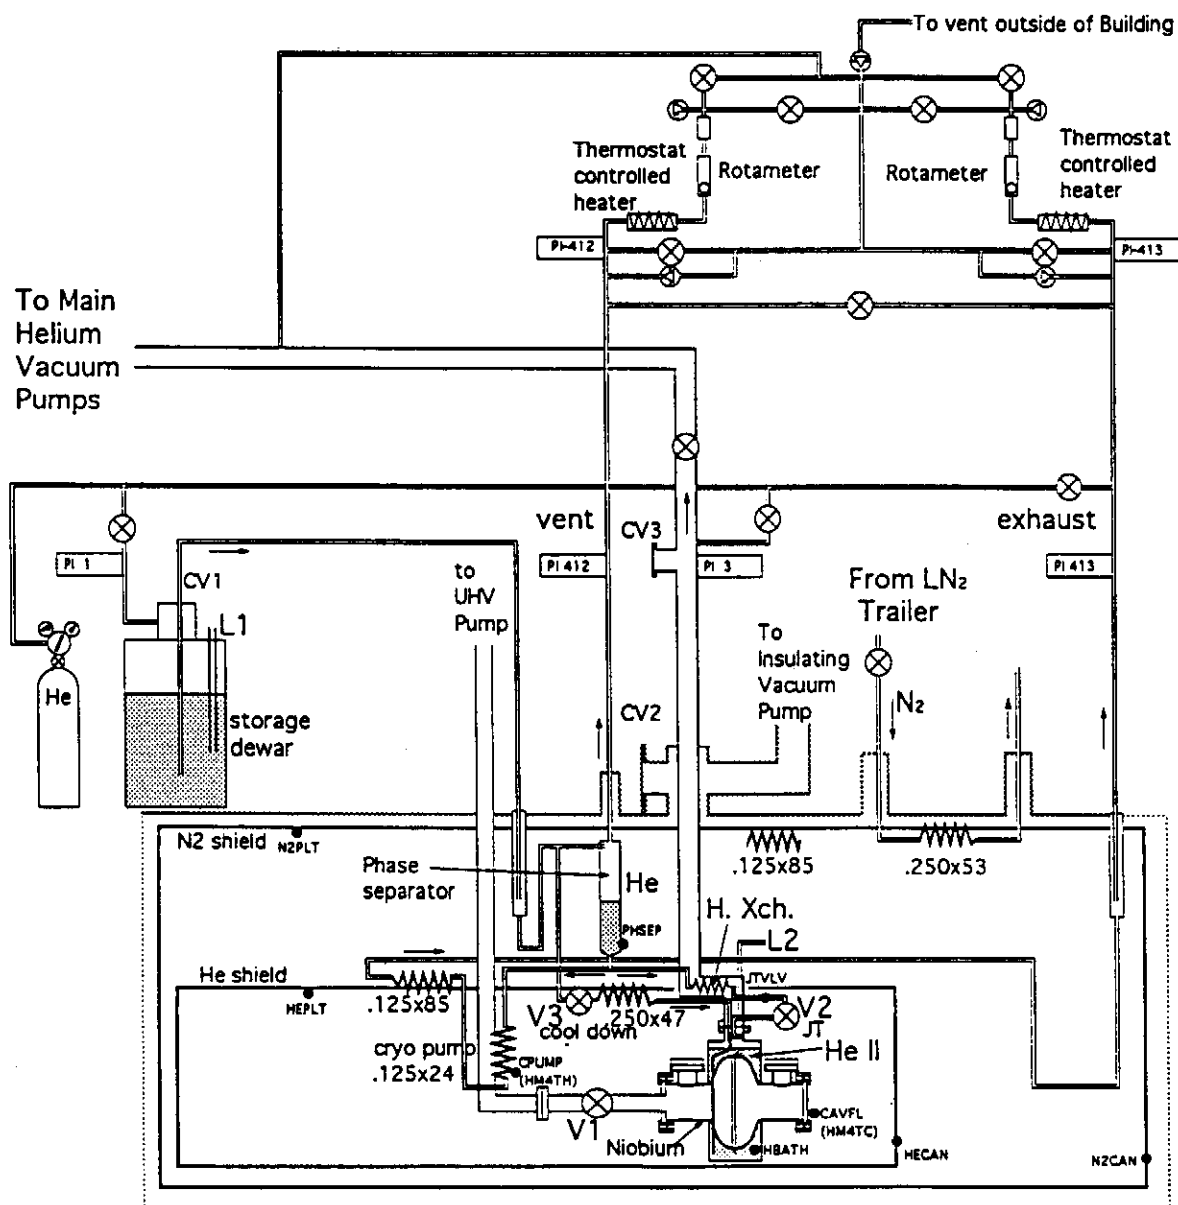 To vent outside of Building
Thermostat
controlled
heater
Rotameter
Rotameter
Thermostat
controlled
heater
PI-412
PI-413
To Main
Helium
Vacuum
Pumps
vent
exhaust
CV3
PI 1
CV1
to
UHV
Pump
PI 412
PI 3
PI 413
From LN2
Trailer
L1
To
Insulating
Vacuum
Pump
He
storage
dewar
CV2
N2
N2 shield
N2PLT
Phase
separator
He
.125x85
.250x53
H. Xch.
PHSEP
L2
He shield
JTVLV
HEPLT
.125x85
V3
.250x47
V2
cool down
JT
cryo pump
.125x24
CPUMP
(HM4TH)
He II
V1
CAVFL
(HM4TC)
Niobium
HBATH
HECAN
N2CAN